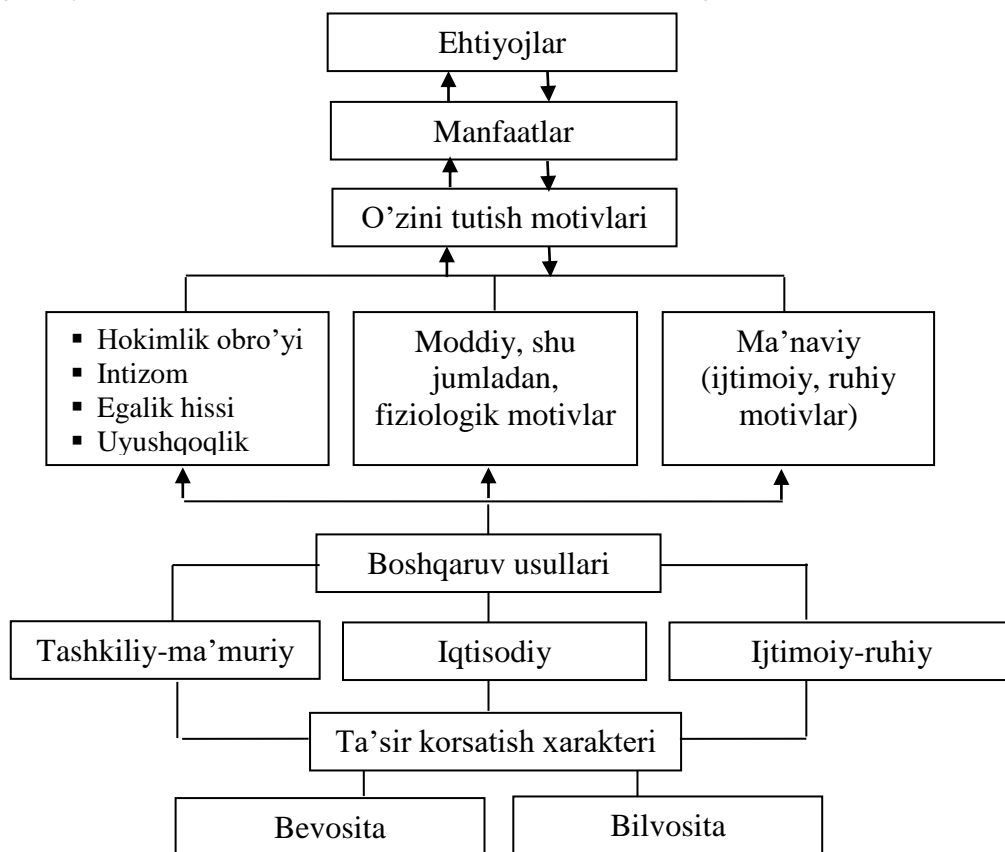 Ehtiyojlar
Manfaatlar
O’zini tutish motivlari
▪ Hokimlik obro’yi
▪ Intizom
▪ Egalik hissi
▪ Uyushqoqlik
Moddiy, shu
jumladan,
fiziologik motivlar
Ma’naviy
(ijtimoiy, ruhiy
motivlar)
Boshqaruv usullari
Tashkiliy-ma’muriy
Iqtisodiy
Ijtimoiy-ruhiy
Ta’sir korsatish xarakteri
Bevosita
Bilvosita